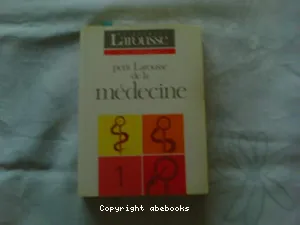 Larousse
petit Larousse
de la
médecine
Copyright abebooks